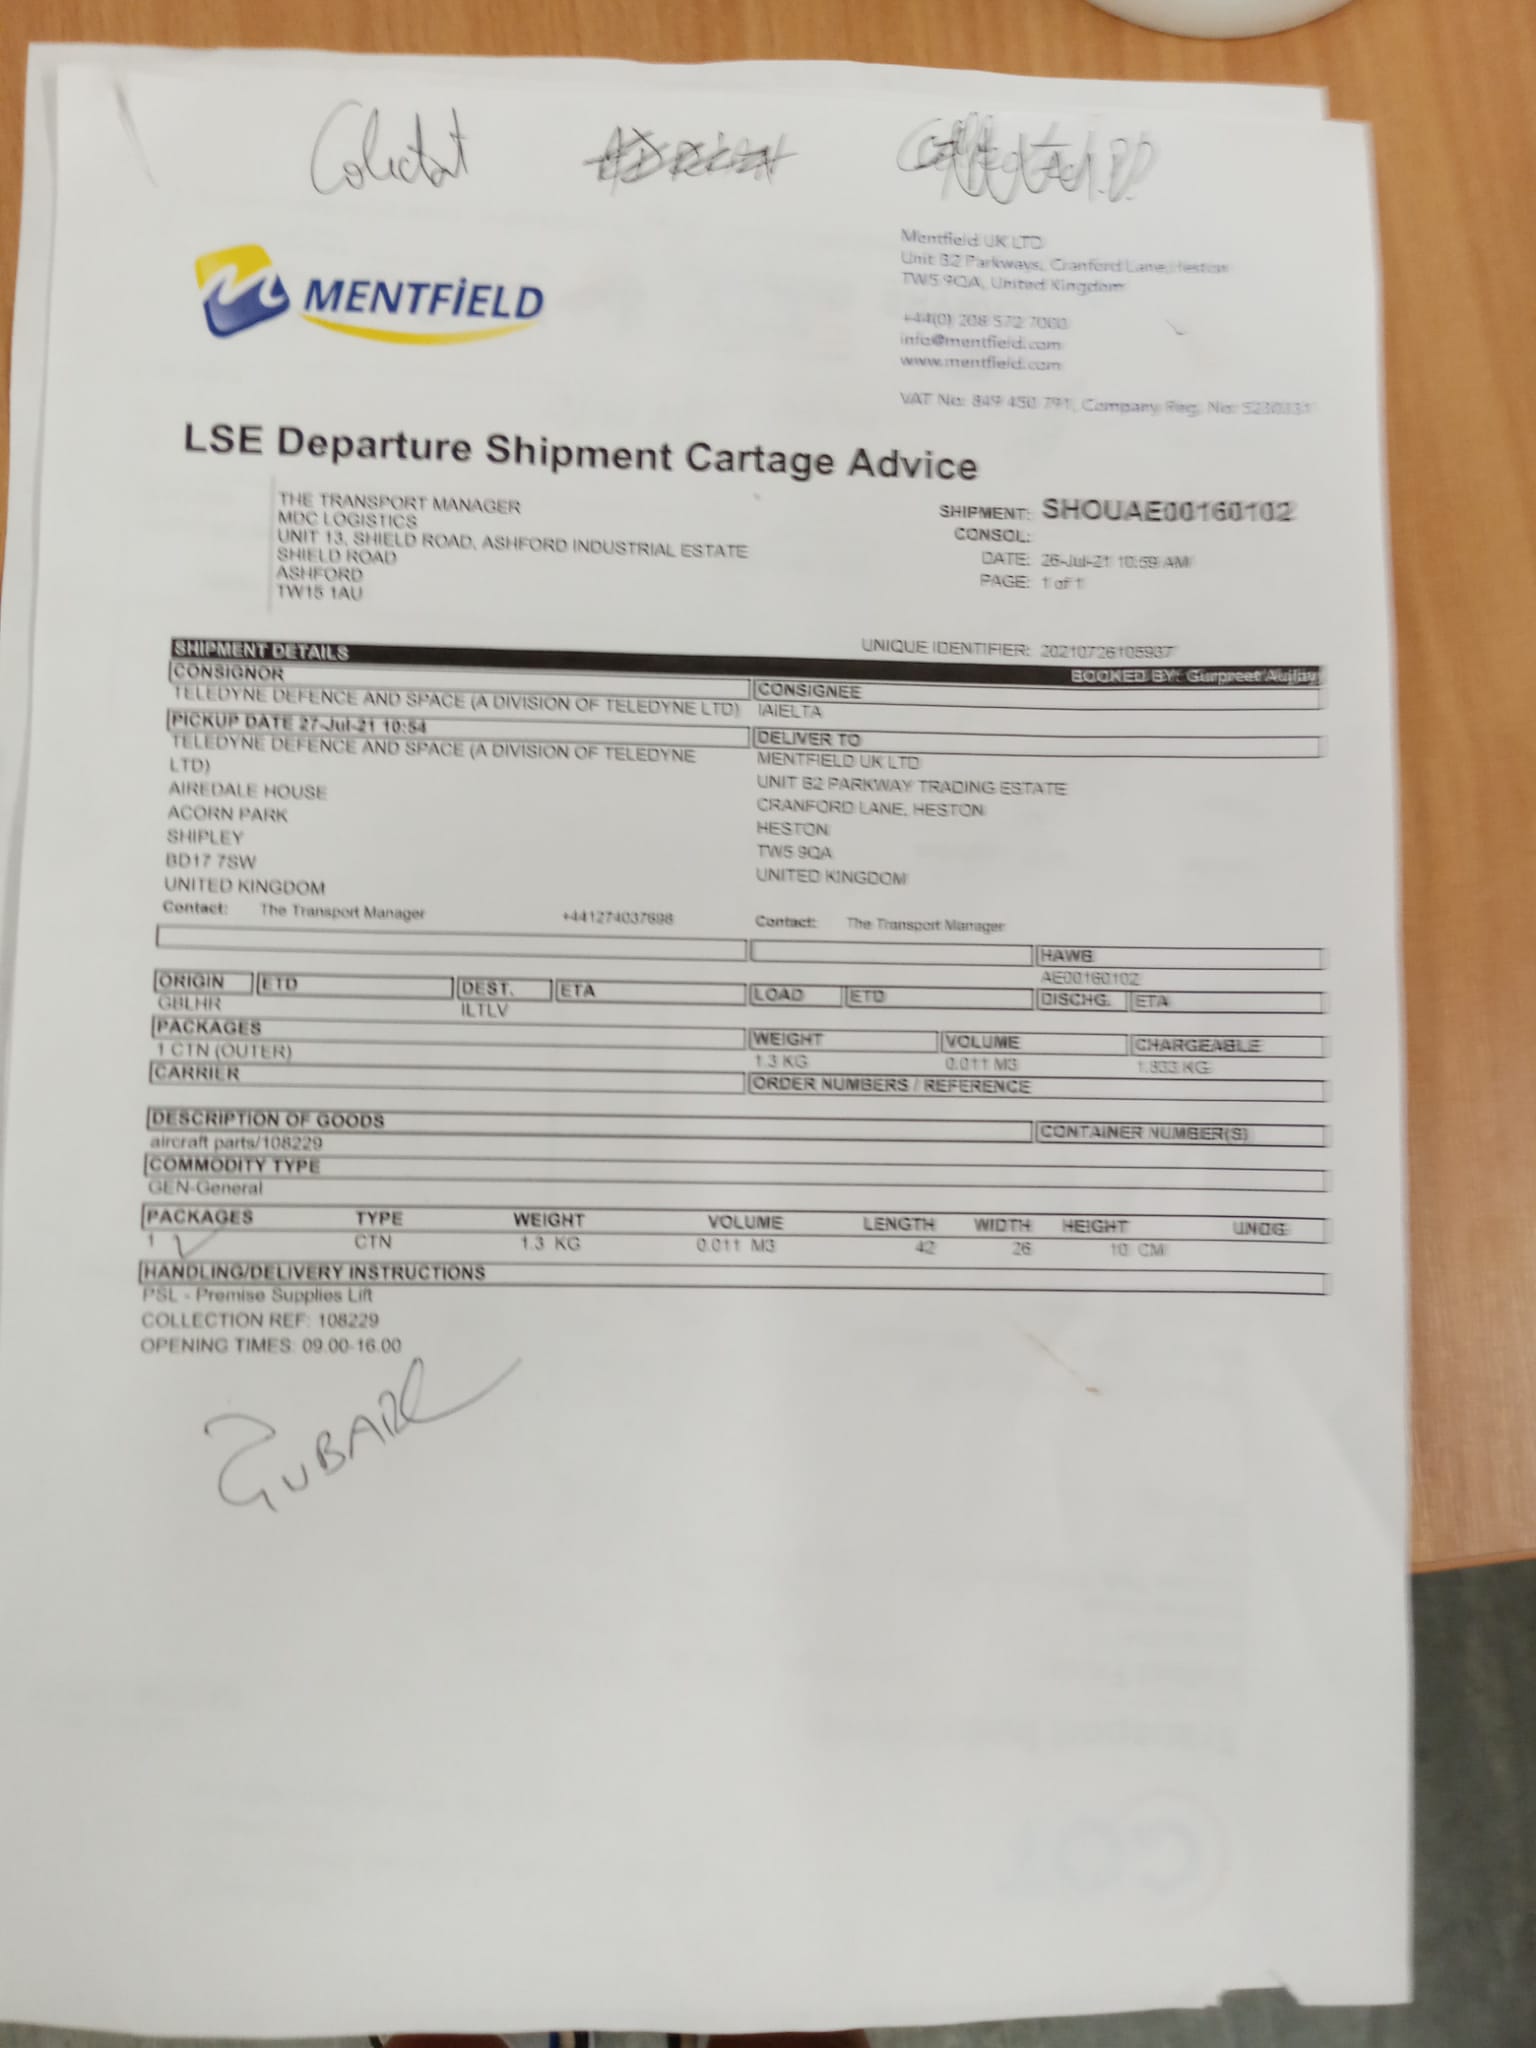 MENTFiELD
Mentfield UK LTD
Unit B2 Parkways, Cranford Lane, Heston
TW5 9QA, United Kingdom
+44(0) 208 572 7000
info@mentfield.com
www.mentfield.com
VAT No: 849 450 791, Company Reg. No: 5230331
LSE Departure Shipment Cartage Advice
THE TRANSPORT MANAGER
MDC LOGISTICS
UNIT 13, SHIELD ROAD, ASHFORD INDUSTRIAL ESTATE
SHIELD ROAD
ASHFORD
TW15 1AU
SHIPMENT: SHOUAE00160102
CONSOL:
DATE: 26-Jul-21 10:59 AM
PAGE: 1 of 1
UNIQUE IDENTIFIER: 20210726105937
SHIPMENT DETAILS BOOKED BY: Gurpreet
CONSIGNOR
TELEDYNE DEFENCE AND SPACE (A DIVISION OF TELEDYNE LTD)
CONSIGNEE
IAIELTA
PICKUP DATE 27-Jul-21 10:54
TELEDYNE DEFENCE AND SPACE (A DIVISION OF TELEDYNE
LTD)
AIREDALE HOUSE
ACORN PARK
SHIPLEY
BD17 7SW
UNITED KINGDOM
Contact: The Transport Manager +441274037698
DELIVER TO
MENTFIELD UK LTD
UNIT B2 PARKWAY TRADING ESTATE
CRANFORD LANE, HESTON
HESTON
TW5 9QA
UNITED KINGDOM
Contact: The Transport Manager
HAWB
AE00160102
ORIGIN ETD DEST. ETA LOAD ETD DISCHG. ETA
GBLHR ILTLV
PACKAGES WEIGHT VOLUME CHARGEABLE
1 CTN (OUTER) 1.3 KG 0.011 M3 1.833 KG
CARRIER ORDER NUMBERS / REFERENCE
DESCRIPTION OF GOODS CONTAINER NUMBER(S)
aircraft parts/108229
COMMODITY TYPE
GEN-General
PACKAGES TYPE WEIGHT VOLUME LENGTH WIDTH HEIGHT UNDG
1 CTN 1.3 KG 0.011 M3 42 26 10 CM
HANDLING/DELIVERY INSTRUCTIONS
PSL - Premise Supplies Lift
COLLECTION REF: 108229
OPENING TIMES: 09.00-16.00